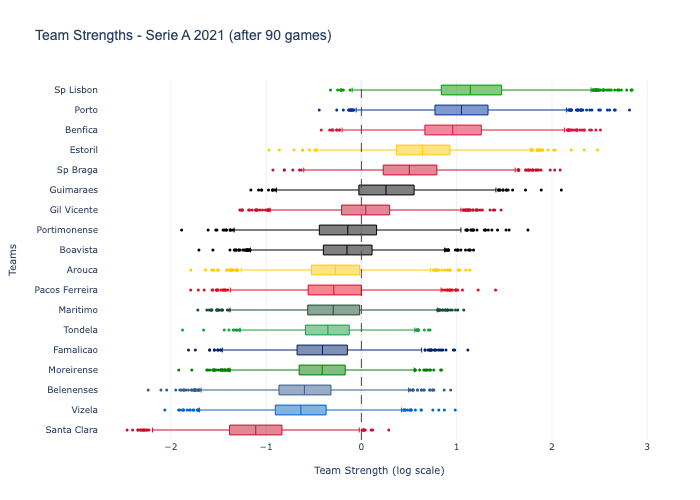 Team Strengths - Serie A 2021 (after 90 games)
Sp Lisbon
Porto
Benfica
Estoril
Sp Braga
Guimaraes
Gil Vicente
Portimonense
Boavista
Arouca
Pacos Ferreira
Maritimo
Tondela
Famalicao
Moreirense
Belenenses
Vizela
Santa Clara
Teams
−2 −1 0 1 2 3
Team Strength (log scale)